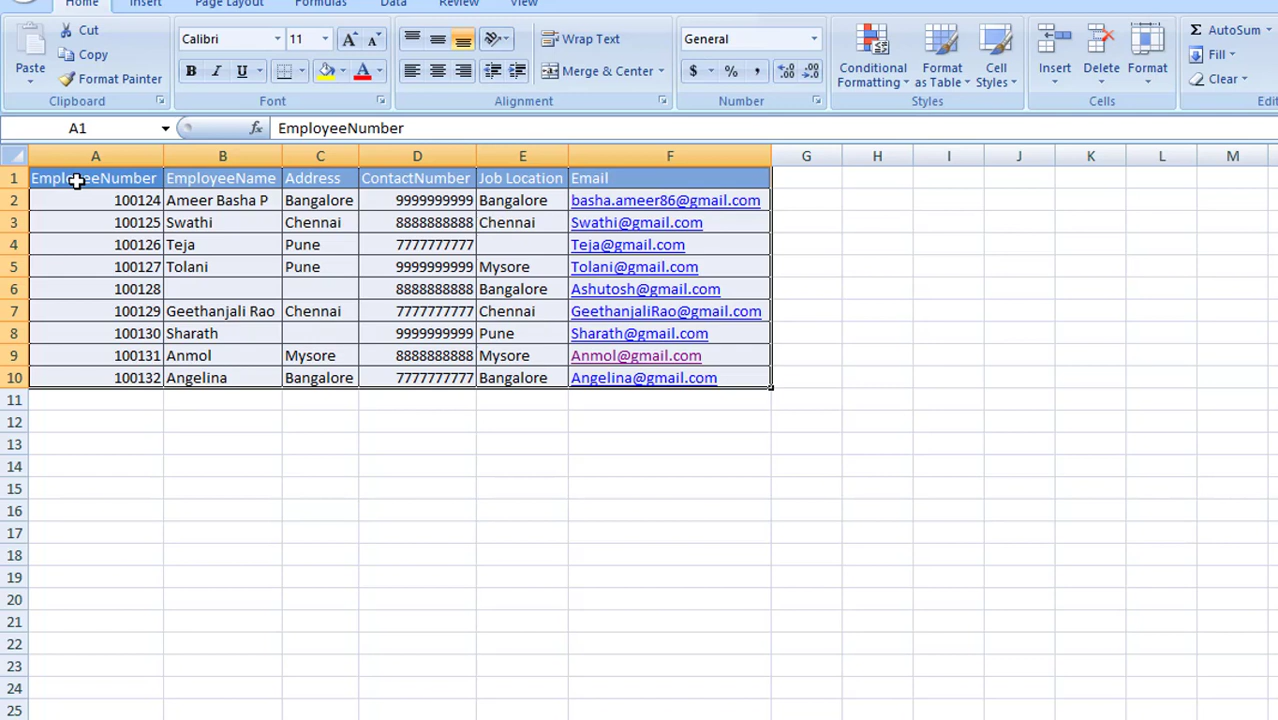 Home Insert Page Layout Formulas Data Review View
Paste
Cut
Copy
Format Painter
Clipboard
Calibri 11 A A
B I U A
Font
Wrap Text
Merge & Center
Alignment
General
$ % , .0 .00 .00 .0
Number
Conditional Formatting
Format as Table
Cell Styles
Styles
Insert Delete Format
Cells
Σ AutoSum
Fill
Clear
A1 fx EmployeeNumber
A B C D E F G H I J K L M
1 EmployeeNumber EmployeeName Address ContactNumber Job Location Email
2 100124 Ameer Basha P Bangalore 9999999999 Bangalore basha.ameer86@gmail.com
3 100125 Swathi Chennai 8888888888 Chennai Swathi@gmail.com
4 100126 Teja Pune 7777777777 Teja@gmail.com
5 100127 Tolani Pune 9999999999 Mysore Tolani@gmail.com
6 100128 8888888888 Bangalore Ashutosh@gmail.com
7 100129 Geethanjali Rao Chennai 7777777777 Chennai GeethanjaliRao@gmail.com
8 100130 Sharath 9999999999 Pune Sharath@gmail.com
9 100131 Anmol Mysore 8888888888 Mysore Anmol@gmail.com
10 100132 Angelina Bangalore 7777777777 Bangalore Angelina@gmail.com
11
12
13
14
15
16
17
18
19
20
21
22
23
24
25